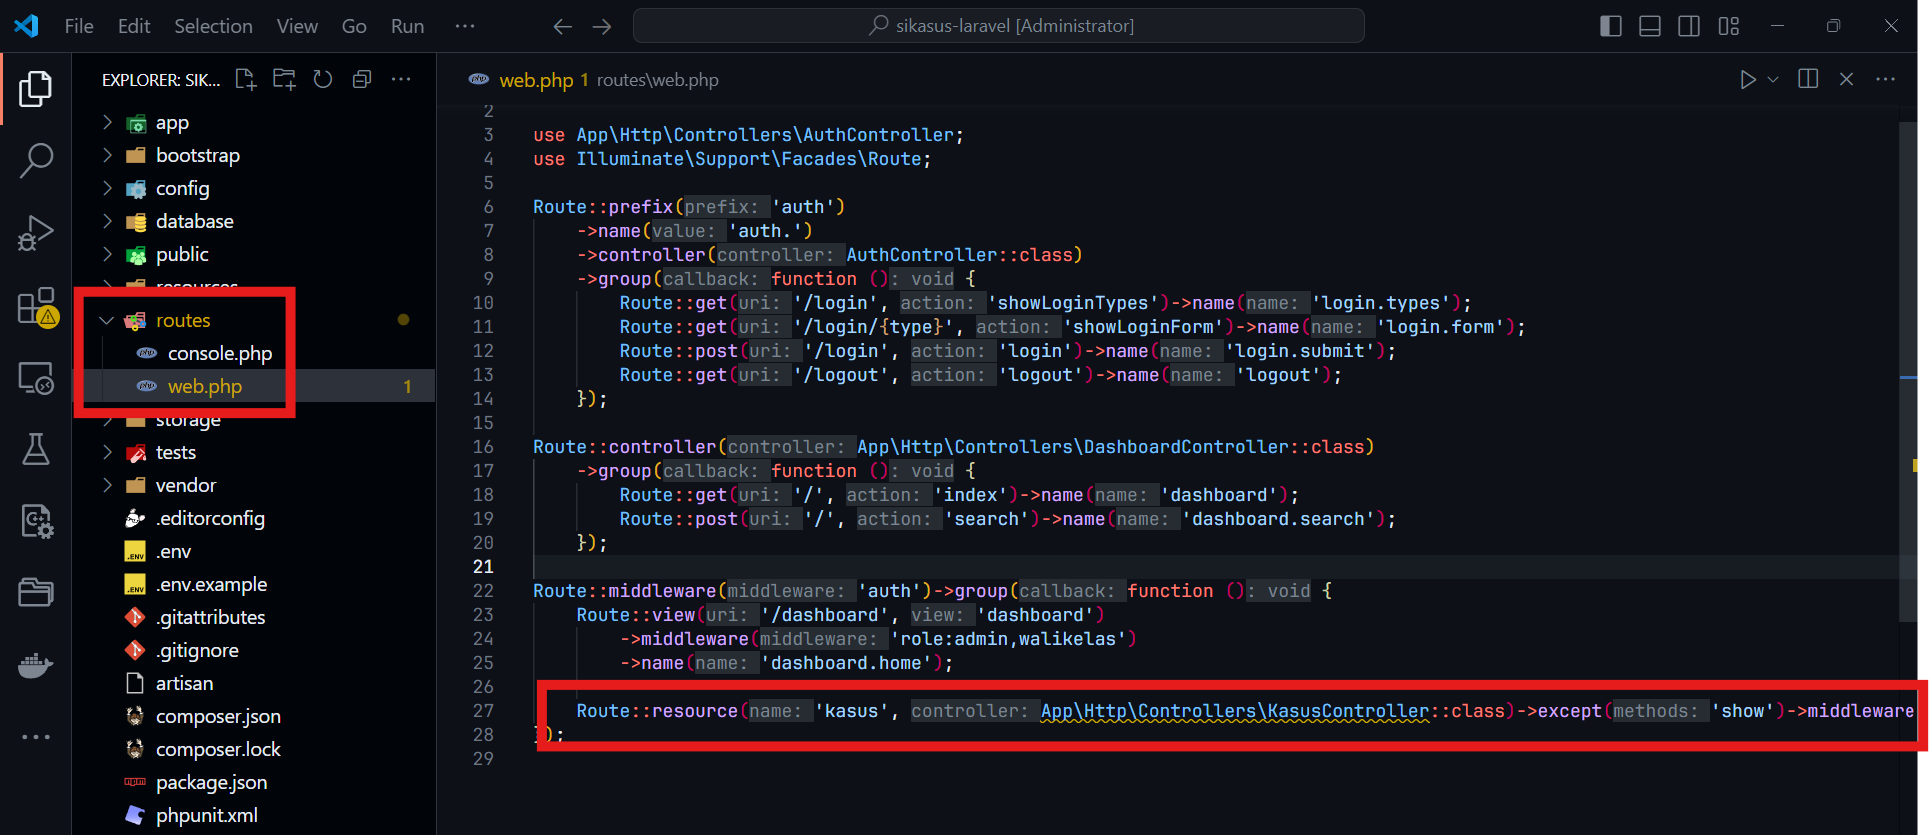 File Edit Selection View Go Run ··· sikasus-laravel [Administrator]
EXPLORER: SIK...
app
bootstrap
config
database
public
resources
routes
console.php
web.php 1
storage
tests
vendor
.editorconfig
.env
.env.example
.gitattributes
.gitignore
artisan
composer.json
composer.lock
package.json
phpunit.xml
web.php 1 routes\web.php
2
3 use App\Http\Controllers\AuthController;
4 use Illuminate\Support\Facades\Route;
5
6 Route::prefix(prefix: 'auth')
7 ->name(value: 'auth.')
8 ->controller(controller: AuthController::class)
9 ->group(callback: function (): void {
10 Route::get(uri: '/login', action: 'showLoginTypes')->name(name: 'login.types');
11 Route::get(uri: '/login/{type}', action: 'showLoginForm')->name(name: 'login.form');
12 Route::post(uri: '/login', action: 'login')->name(name: 'login.submit');
13 Route::get(uri: '/logout', action: 'logout')->name(name: 'logout');
14 });
15
16 Route::controller(controller: App\Http\Controllers\DashboardController::class)
17 ->group(callback: function (): void {
18 Route::get(uri: '/', action: 'index')->name(name: 'dashboard');
19 Route::post(uri: '/', action: 'search')->name(name: 'dashboard.search');
20 });
21
22 Route::middleware(middleware: 'auth')->group(callback: function (): void {
23 Route::view(uri: '/dashboard', view: 'dashboard')
24 ->middleware(middleware: 'role:admin,walikelas')
25 ->name(name: 'dashboard.home');
26
27 Route::resource(name: 'kasus', controller: App\Http\Controllers\KasusController::class)->except(methods: 'show')->middleware
28 });
29